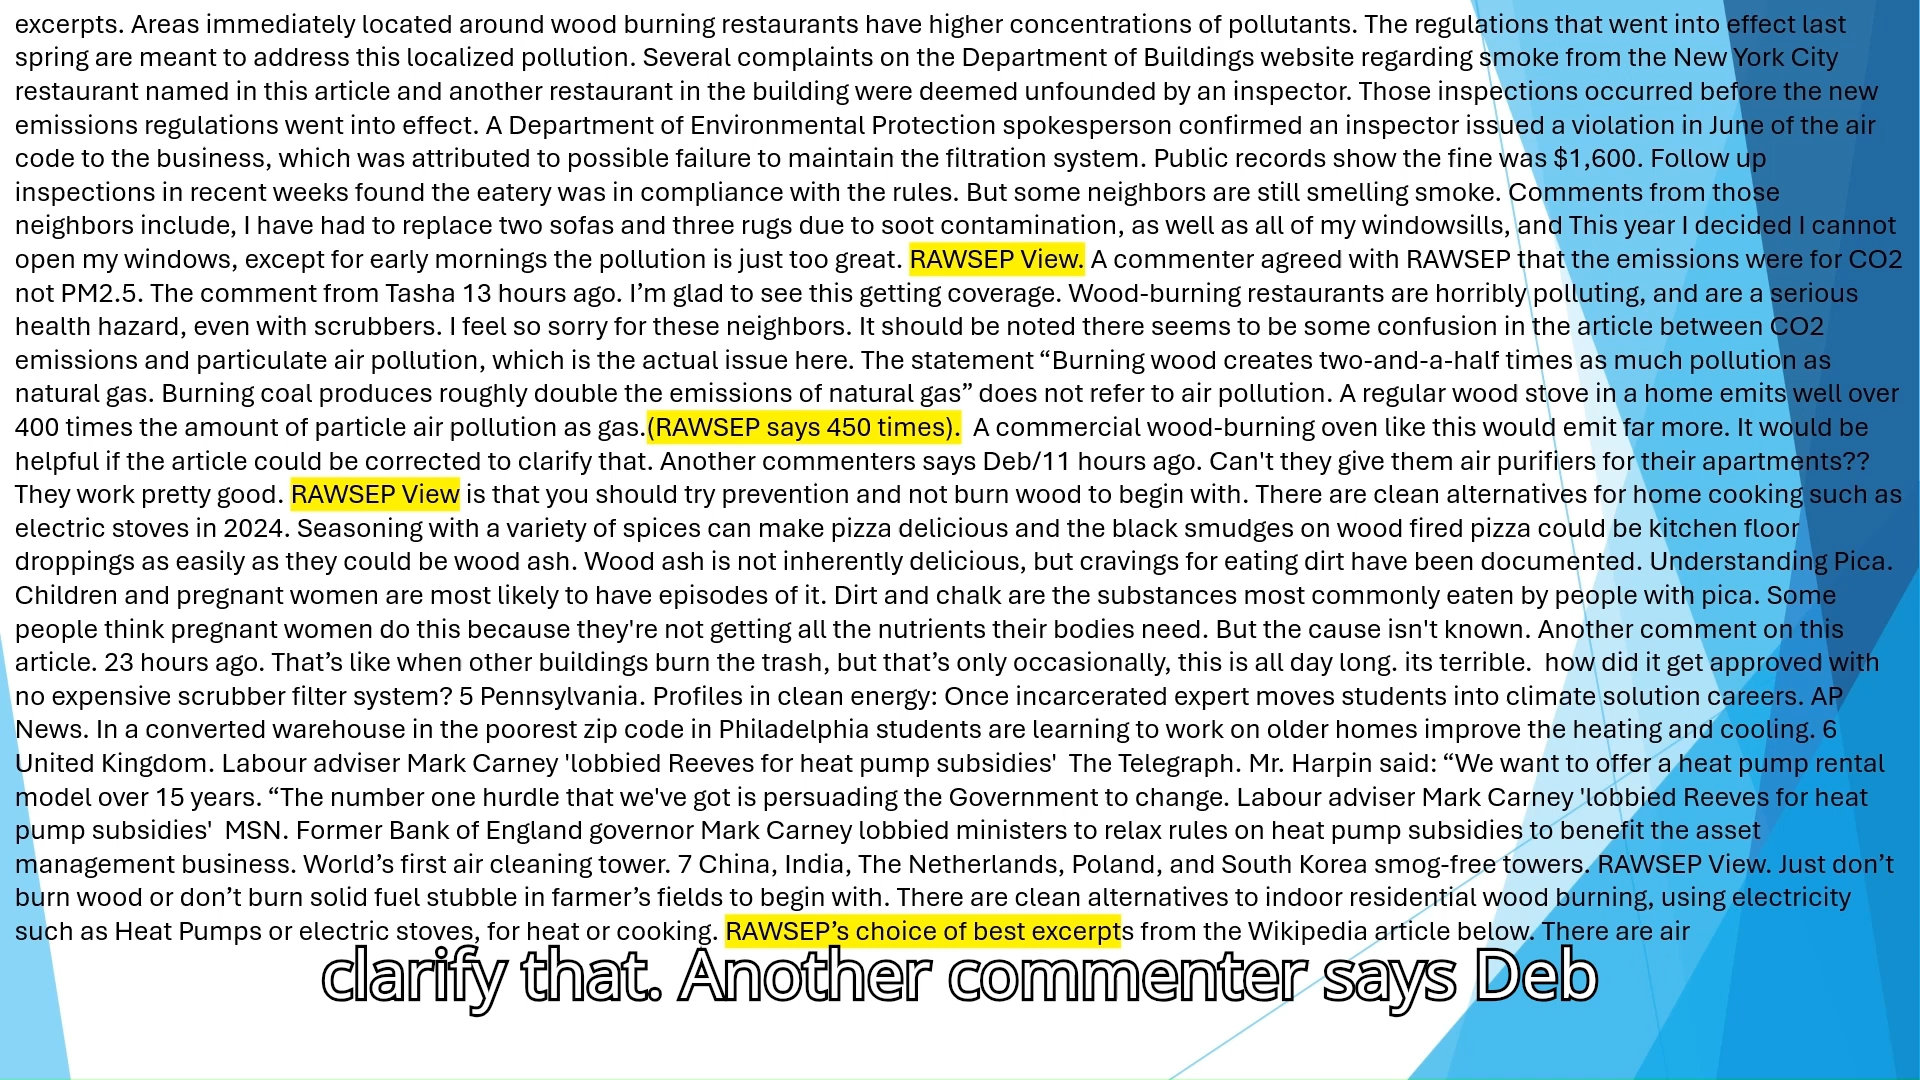 excerpts. Areas immediately located around wood burning restaurants have higher concentrations of pollutants. The regulations that went into effect last
spring are meant to address this localized pollution. Several complaints on the Department of Buildings website regarding smoke from the New York City
restaurant named in this article and another restaurant in the building were deemed unfounded by an inspector. Those inspections occurred before the new
emissions regulations went into effect. A Department of Environmental Protection spokesperson confirmed an inspector issued a violation in June of the air
code to the business, which was attributed to possible failure to maintain the filtration system. Public records show the fine was $1,600. Follow up
inspections in recent weeks found the eatery was in compliance with the rules. But some neighbors are still smelling smoke. Comments from those
neighbors include, I have had to replace two sofas and three rugs due to soot contamination, as well as all of my windowsills, and This year I decided I cannot
open my windows, except for early mornings the pollution is just too great. RAWSEP View. A commenter agreed with RAWSEP that the emissions were for CO2
not PM2.5. The comment from Tasha 13 hours ago. I’m glad to see this getting coverage. Wood-burning restaurants are horribly polluting, and are a serious
health hazard, even with scrubbers. I feel so sorry for these neighbors. It should be noted there seems to be some confusion in the article between CO2
emissions and particulate air pollution, which is the actual issue here. The statement “Burning wood creates two-and-a-half times as much pollution as
natural gas. Burning coal produces roughly double the emissions of natural gas” does not refer to air pollution. A regular wood stove in a home emits well over
400 times the amount of particle air pollution as gas.(RAWSEP says 450 times).  A commercial wood-burning oven like this would emit far more. It would be
helpful if the article could be corrected to clarify that. Another commenters says Deb/11 hours ago. Can't they give them air purifiers for their apartments??
They work pretty good. RAWSEP View is that you should try prevention and not burn wood to begin with. There are clean alternatives for home cooking such as
electric stoves in 2024. Seasoning with a variety of spices can make pizza delicious and the black smudges on wood fired pizza could be kitchen floor
droppings as easily as they could be wood ash. Wood ash is not inherently delicious, but cravings for eating dirt have been documented. Understanding Pica.
Children and pregnant women are most likely to have episodes of it. Dirt and chalk are the substances most commonly eaten by people with pica. Some
people think pregnant women do this because they're not getting all the nutrients their bodies need. But the cause isn't known. Another comment on this
article. 23 hours ago. That’s like when other buildings burn the trash, but that’s only occasionally, this is all day long. its terrible.  how did it get approved with
no expensive scrubber filter system? 5 Pennsylvania. Profiles in clean energy: Once incarcerated expert moves students into climate solution careers. AP
News. In a converted warehouse in the poorest zip code in Philadelphia students are learning to work on older homes improve the heating and cooling. 6
United Kingdom. Labour adviser Mark Carney 'lobbied Reeves for heat pump subsidies'  The Telegraph. Mr. Harpin said: “We want to offer a heat pump rental
model over 15 years. “The number one hurdle that we've got is persuading the Government to change. Labour adviser Mark Carney 'lobbied Reeves for heat
pump subsidies'  MSN. Former Bank of England governor Mark Carney lobbied ministers to relax rules on heat pump subsidies to benefit the asset
management business. World’s first air cleaning tower. 7 China, India, The Netherlands, Poland, and South Korea smog-free towers. RAWSEP View. Just don’t
burn wood or don’t burn solid fuel stubble in farmer’s fields to begin with. There are clean alternatives to indoor residential wood burning, using electricity
such as Heat Pumps or electric stoves, for heat or cooking. RAWSEP’s choice of best excerpts from the Wikipedia article below. There are air
clarify that. Another commenter says Deb